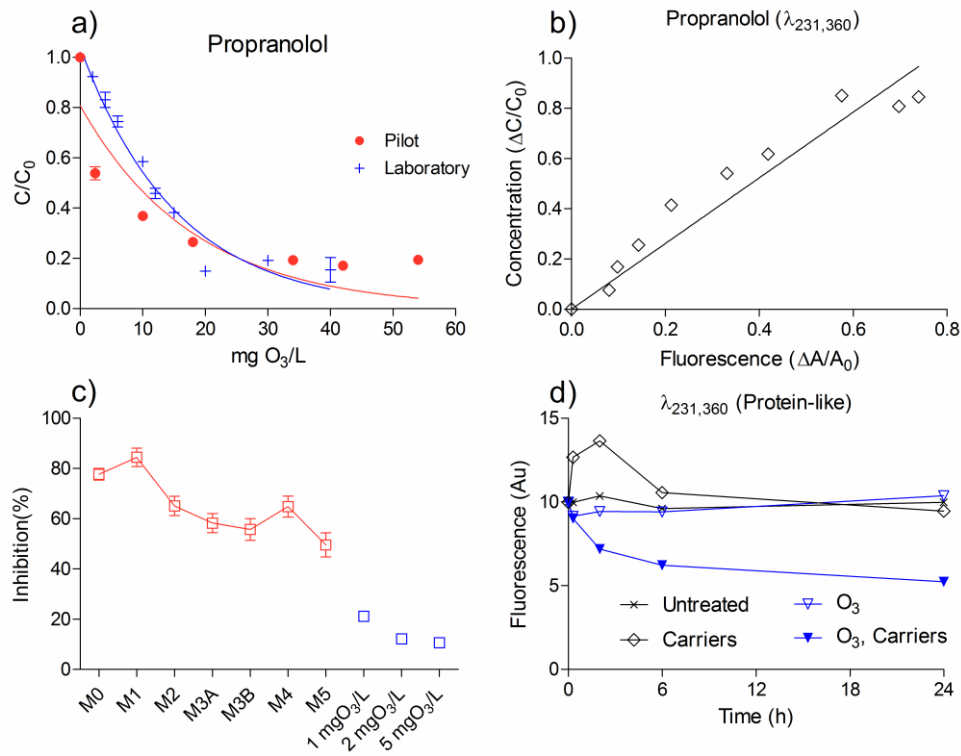 a)
Propranolol
1.0
0.8
0.6
0.4
0.2
0.0
C/C₀
0 10 20 30 40 50 60
mg O₃/L
Pilot
Laboratory
b)
Propranolol (λ₂₃₁,₃₆₀)
1.0
0.8
0.6
0.4
0.2
0.0
Concentration (ΔC/C₀)
0.0 0.2 0.4 0.6 0.8
Fluorescence (ΔA/A₀)
c)
100
80
60
40
20
0
Inhibition(%)
M0 M1 M2 M3A M3B M4 M5 1 mgO₃/L 2 mgO₃/L 5 mgO₃/L
d)
λ₂₃₁,₃₆₀ (Protein-like)
15
10
5
0
Fluorescence (Au)
Untreated
Carriers
O₃
O₃, Carriers
0 6 12 18 24
Time (h)